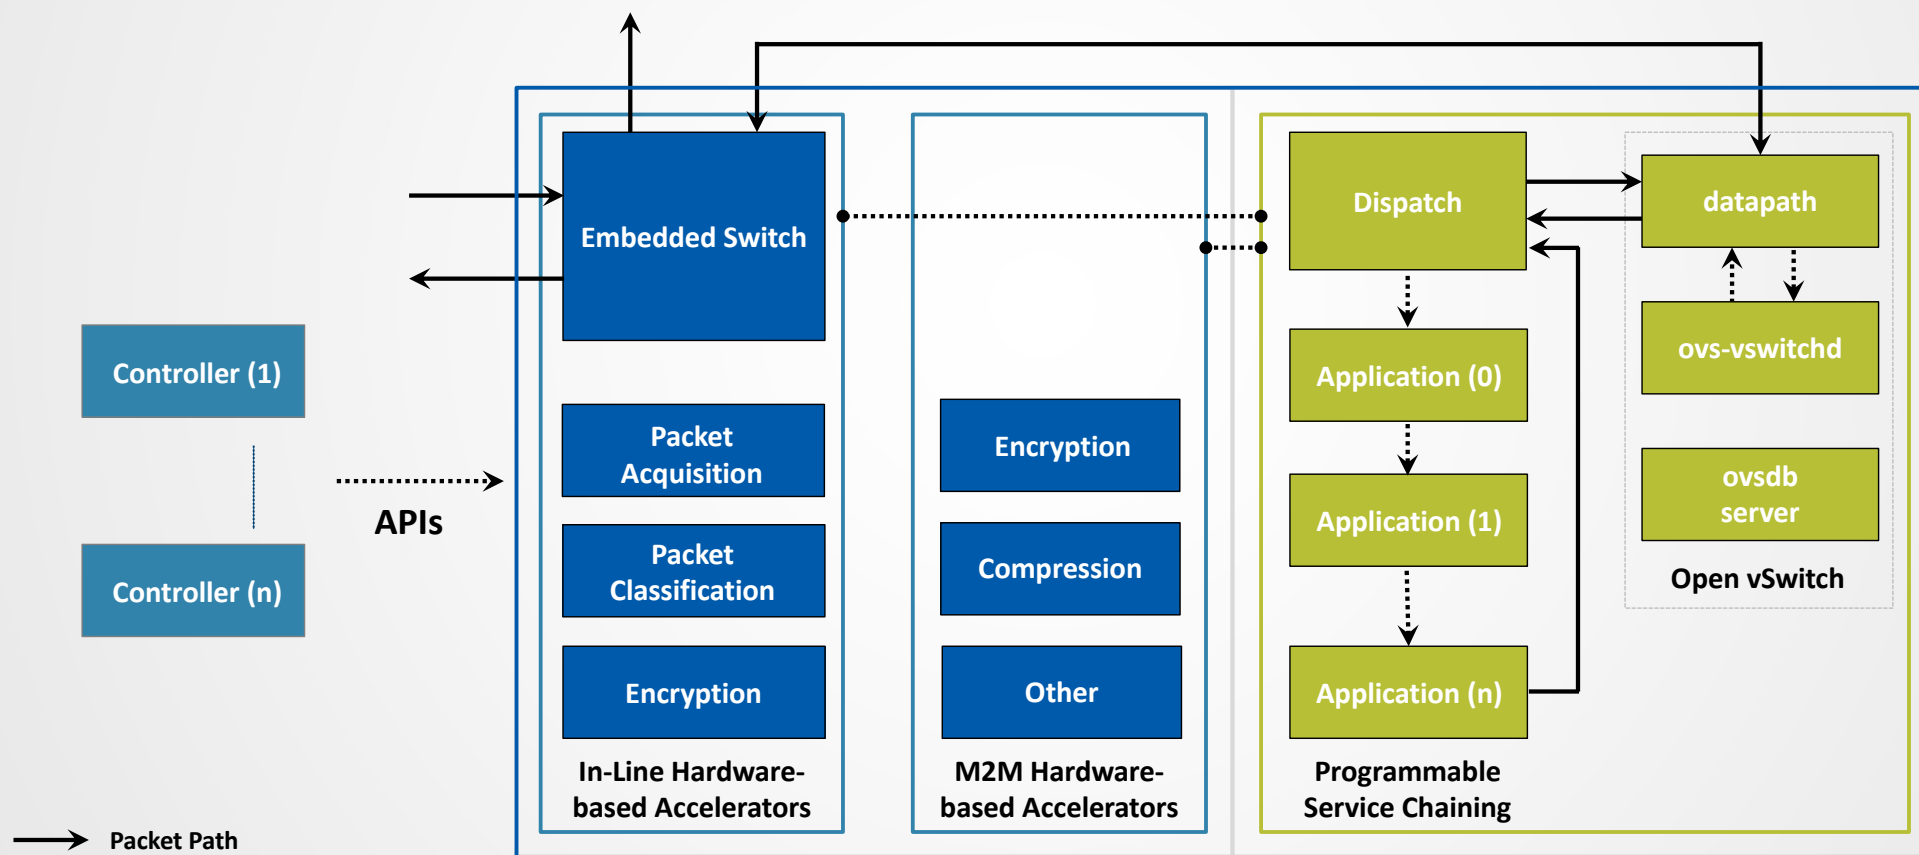 Controller (1)
Controller (n)
APIs
Embedded Switch
Packet
Acquisition
Packet
Classification
Encryption
In-Line Hardware-
based Accelerators
Encryption
Compression
Other
M2M Hardware-
based Accelerators
Dispatch
Application (0)
Application (1)
Application (n)
Programmable
Service Chaining
datapath
ovs-vswitchd
ovsdb
server
Open vSwitch
Packet Path